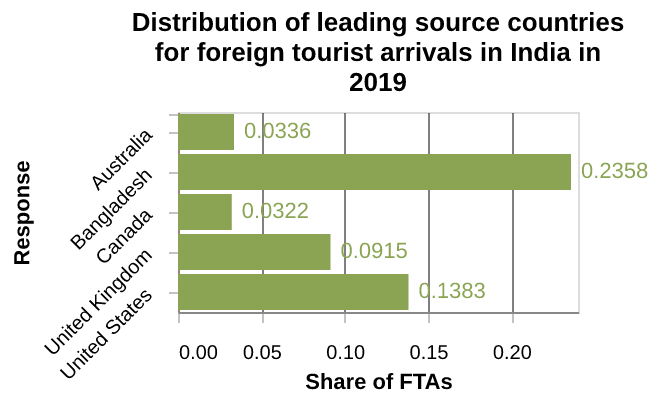 Distribution of leading source countries
for foreign tourist arrivals in India in
2019
Response
Australia
0.0336
Bangladesh
0.2358
Canada
0.0322
United Kingdom
0.0915
United States
0.1383
0.00 0.05 0.10 0.15 0.20
Share of FTAs